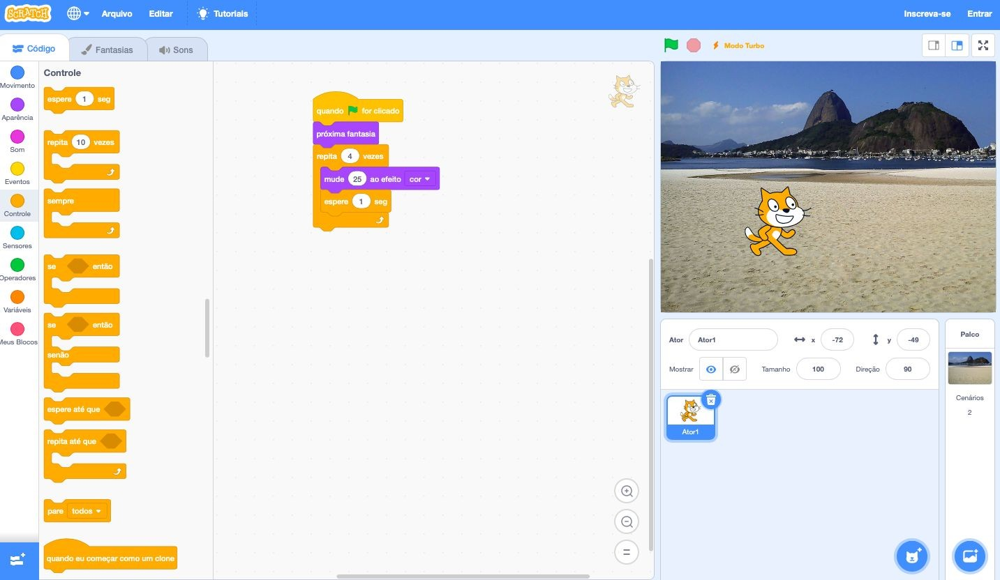 SCRATCH
Arquivo
Editar
Tutoriais
Inscreva-se
Entrar
Código
Fantasias
Sons
Modo Turbo
Movimento
Aparência
Som
Eventos
Controle
Sensores
Operadores
Variáveis
Meus Blocos
Controle
espere 1 seg
repita 10 vezes
sempre
se então
se então
senão
espere até que
repita até que
pare todos
quando eu começar como um clone
quando for clicado
próxima fantasia
repita 4 vezes
mude 25 ao efeito cor
espere 1 seg
Ator Ator1 x -72 y -49
Mostrar Tamanho 100 Direção 90
Ator1
Palco
Cenários
2